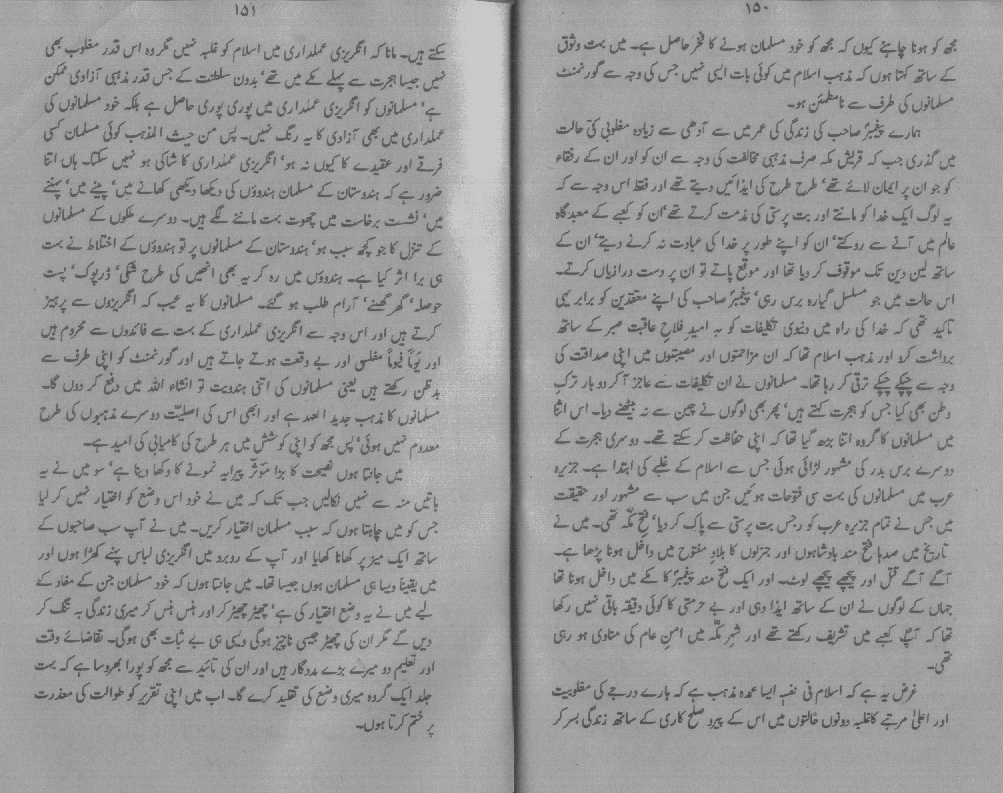 ۱۵۰
مجھ کو ہونا چاہئے کیوں کہ مجھ کو خود مسلمان ہونے کا فخر حاصل ہے۔ میں بہت وثوق
کے ساتھ کہتا ہوں کہ مذہب اسلام میں کوئی بات ایسی نہیں جس کی وجہ سے گورنمنٹ
مسلمانوں کی طرف سے نامطمئن ہو۔
ہمارے پیغمبرؐ صاحب کی زندگی کی عمر میں سے آدھی سے زیادہ مغلوبی کی حالت
میں گذری جب کہ قریش مکہ صرف مذہبی مخالفت کی وجہ سے ان کو اور ان کے رفقاء
کو جو ان پر ایمان لائے تھے' طرح طرح کی ایذائیں دیتے تھے اور فقط اس وجہ سے کہ
یہ لوگ ایک خدا کو مانتے اور بت پرستی کی مذمت کرتے تھے' ان کو کعبے کے معبدگاہ
عالم میں آنے سے روکتے' ان کو اپنے طور پر خدا کی عبادت نہ کرنے دیتے' ان کے
ساتھ لین دین تک موقوف کر دیا تھا اور موقع پاتے تو ان پر دست درازیاں کرتے۔
اس حالت میں جو مسلسل گیارہ برس رہی' پیغمبرؐ صاحب کی اپنے معتقدین کو برابر یہی
تاکید تھی کہ خدا کی راہ میں دنیوی تکلیفات کو بہ امید فلاح عاقبت صبر کے ساتھ
برداشت کرو اور مذہب اسلام تھا کہ ان مزاحمتوں اور مصیبتوں میں اپنی صداقت کی
وجہ سے چپکے چپکے ترقی کر رہا تھا۔ مسلمانوں نے ان تکلیفات سے عاجز آ کر دو بار ترکِ
وطن بھی کیا جس کو ہجرت کہتے ہیں' پھر بھی لوگوں نے چین سے نہ بیٹھنے دیا۔ اس اثنا
میں مسلمانوں کا گروہ اتنا بڑھ گیا تھا کہ اپنی حفاظت کر سکتے تھے۔ دوسری ہجرت کے
دوسرے برس بدر کی مشہور لڑائی ہوئی جس سے اسلام کے غلبے کی ابتدا ہے۔ جزیرہ
عرب میں مسلمانوں کی بہت سی فتوحات ہوئیں جن میں سب سے مشہور اور حقیقت
میں جس نے تمام جزیرہ عرب کو رجس بت پرستی سے پاک کر دیا' فتح مکّہ تھی۔ میں نے
تاریخ میں صدہا فتح مند بادشاہوں اور جنرلوں کا بلادِ مفتوح میں داخل ہونا پڑھا ہے۔
آگے آگے قتل اور پیچھے پیچھے لوٹ۔ اور ایک فتح مند پیغمبرؐ کا مکے میں داخل ہونا تھا
جہاں کے لوگوں نے ان کے ساتھ ایذا دہی اور بے حرمتی کا کوئی دقیقہ باقی نہیں رکھا
تھا کہ آپؐ کعبے میں تشریف رکھتے تھے اور شہرِ مکّہ میں امنِ عام کی منادی ہو رہی
تھی۔
غرض یہ ہے کہ اسلام فی نفسہٖ ایسا عمدہ مذہب ہے کہ ہارے درجے کی مغلوبیت
اور اعلیٰ مرتبے کا غلبہ دونوں حالتوں میں اس کے پیرو صلح کاری کے ساتھ زندگی بسر کر
۱۵۱
سکتے ہیں۔ مانا کہ انگریزی عملداری میں اسلام کو غلبہ نہیں مگر وہ اس قدر مغلوب بھی
نہیں جیسا ہجرت سے پہلے مکے میں تھے' بدون سلطنت کے جس قدر مذہبی آزادی ممکن
ہے' مسلمانوں کو انگریزی عملداری میں پوری پوری حاصل ہے بلکہ خود مسلمانوں کی
عملداری میں بھی آزادی کا یہ رنگ نہیں۔ پس من حیث المذہب کوئی مسلمان کسی
فرقے اور عقیدے کا کیوں نہ ہو' انگریزی عملداری کا شاکی ہو نہیں سکتا۔ ہاں اتنا
ضرور ہے کہ ہندوستان کے مسلمان ہندوؤں کی دیکھا دیکھی کھانے میں' پینے میں' پہننے
میں' نشست برخاست میں چھوت بہت ماننے لگے ہیں۔ دوسرے ملکوں کے مسلمانوں
کے تنزل کا جو کچھ سبب ہو' ہندوستان کے مسلمانوں پر تو ہندوؤں کے اختلاط نے بہت
ہی برا اثر کیا ہے۔ ہندوؤں میں رہ کر یہ بھی انھیں کی طرح شکی' ڈرپوک' پست
حوصلہ' گھر گھسنے' آرام طلب ہو گئے۔ مسلمانوں کا یہ عیب کہ انگریزوں سے پرہیز
کرتے ہیں اور اس وجہ سے انگریزی عملداری کے بہت سے فائدوں سے محروم ہیں
اور یوماً فیوماً مفلسی اور بے وقعت ہوتے جاتے ہیں اور گورنمنٹ کو اپنی طرف سے
بدظن رکھتے ہیں یعنی مسلمانوں کی اتنی ہندویت تو انشاء اللہ میں دفع کر دوں گا۔
مسلمانوں کا مذہب جدید العہد ہے اور ابھی اس کی اصلیّت دوسرے مذہبوں کی طرح
معدوم نہیں ہوئی' پس مجھ کو اپنی کوشش میں ہر طرح کی کامیابی کی امید ہے۔
میں جانتا ہوں نصیحت کا بڑا مؤثر پیرایہ نمونے کا دکھا دینا ہے' سو میں نے یہ
باتیں منہ سے نہیں نکالیں جب تک کہ میں نے خود اس وضع کو اختیار نہیں کر لیا
جس کو میں چاہتا ہوں کہ سب مسلمان اختیار کریں۔ میں نے آپ سب صاحبوں کے
ساتھ ایک میز پر کھانا کھایا اور آپ کے روبرو میں انگریزی لباس پہنے کھڑا ہوں اور
میں یقیناً ویسا ہی مسلمان ہوں جیسا تھا۔ میں جانتا ہوں کہ خود مسلمان جن کے مفاد کے
لیے میں نے یہ وضع اختیار کی ہے' چھیڑ چھیڑ کر اور ہنس ہنس کر میری زندگی بہ تنگ کر
دیں گے مگر ان کی چھیڑ جیسی ناچیز ہوگی ویسی ہی بے ثبات بھی ہوگی۔ تقاضائے وقت
اور تعلیم دو میرے بڑے مددگار ہیں اور ان کی تائید سے مجھ کو پورا بھروسا ہے کہ بہت
جلد ایک گروہ میری وضع کی تقلید کرے گا۔ اب میں اپنی تقریر کو طوالت کی معذرت
پر ختم کرتا ہوں۔